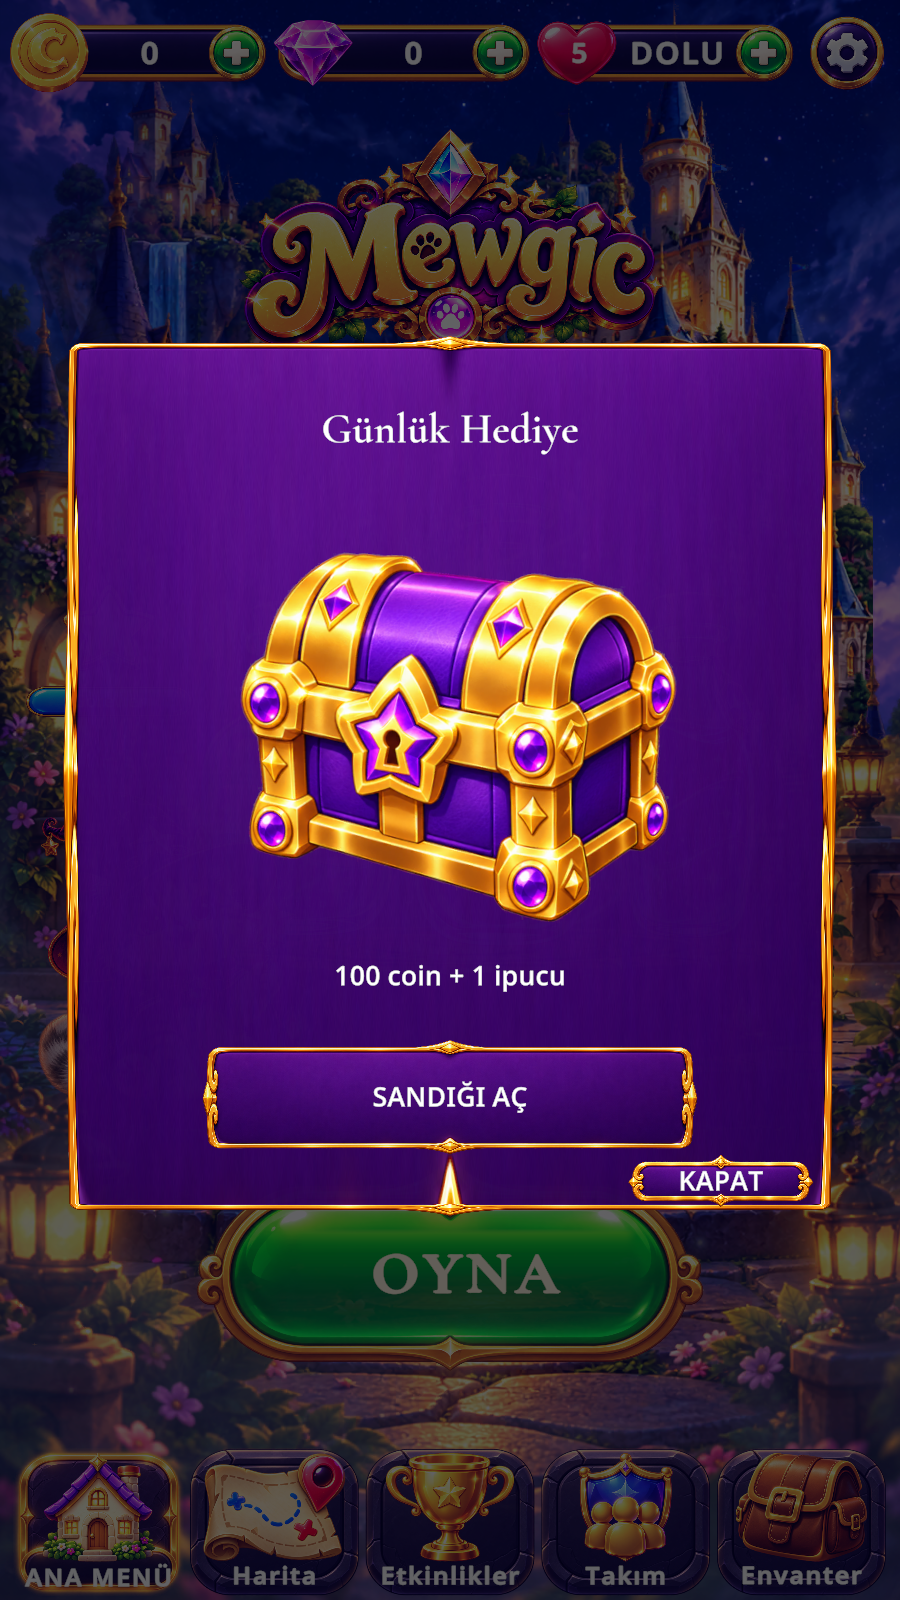 0
0
5
DOLU
Mewgic
Günlük Hediye
100 coin + 1 ipucu
SANDIĞI AÇ
KAPAT
OYNA
ANA MENÜ
Harita
Etkinlikler
Takım
Envanter